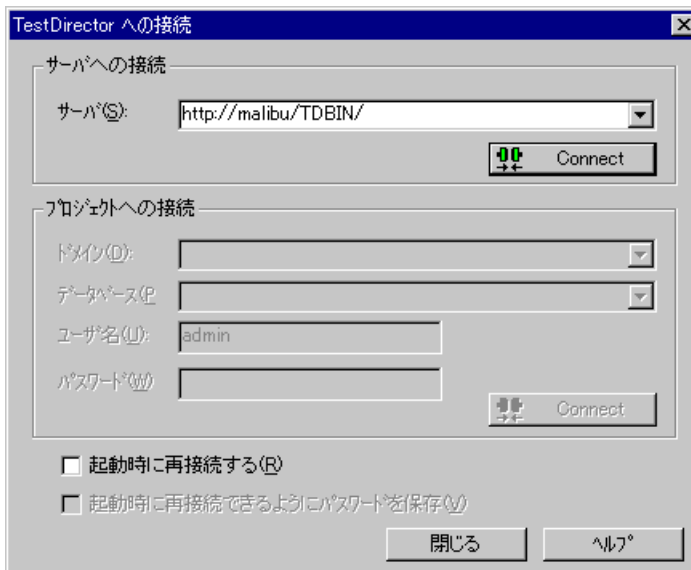 TestDirector への接続
サーバへの接続
サーバ(S): http://malibu/TDBIN/
Connect
プロジェクトへの接続
ドメイン(D):
データベース(P
ユーザ名(U): admin
パスワード(W)
Connect
起動時に再接続する(R)
起動時に再接続できるようにパスワードを保存(V)
閉じる ヘルプ